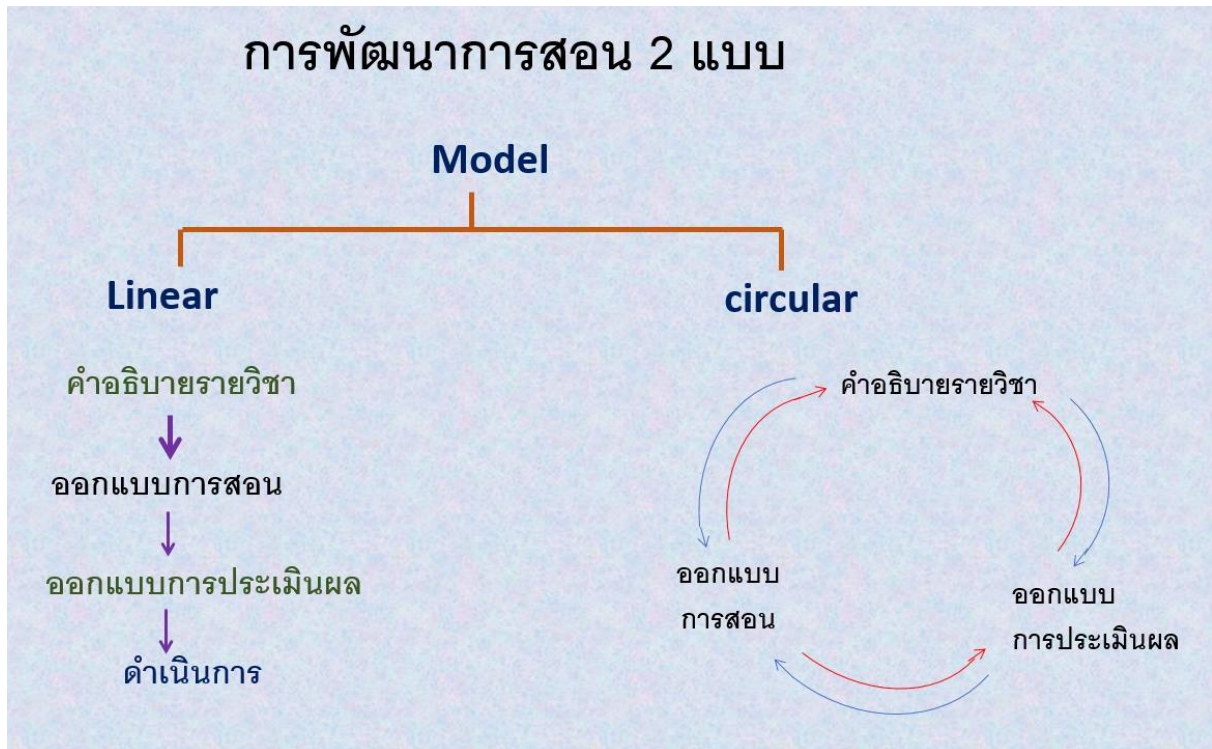 การพัฒนาการสอน 2 แบบ
Model
Linear
คำอธิบายรายวิชา
ออกแบบการสอน
ออกแบบการประเมินผล
ดำเนินการ
circular
คำอธิบายรายวิชา
ออกแบบ
การสอน
ออกแบบ
การประเมินผล